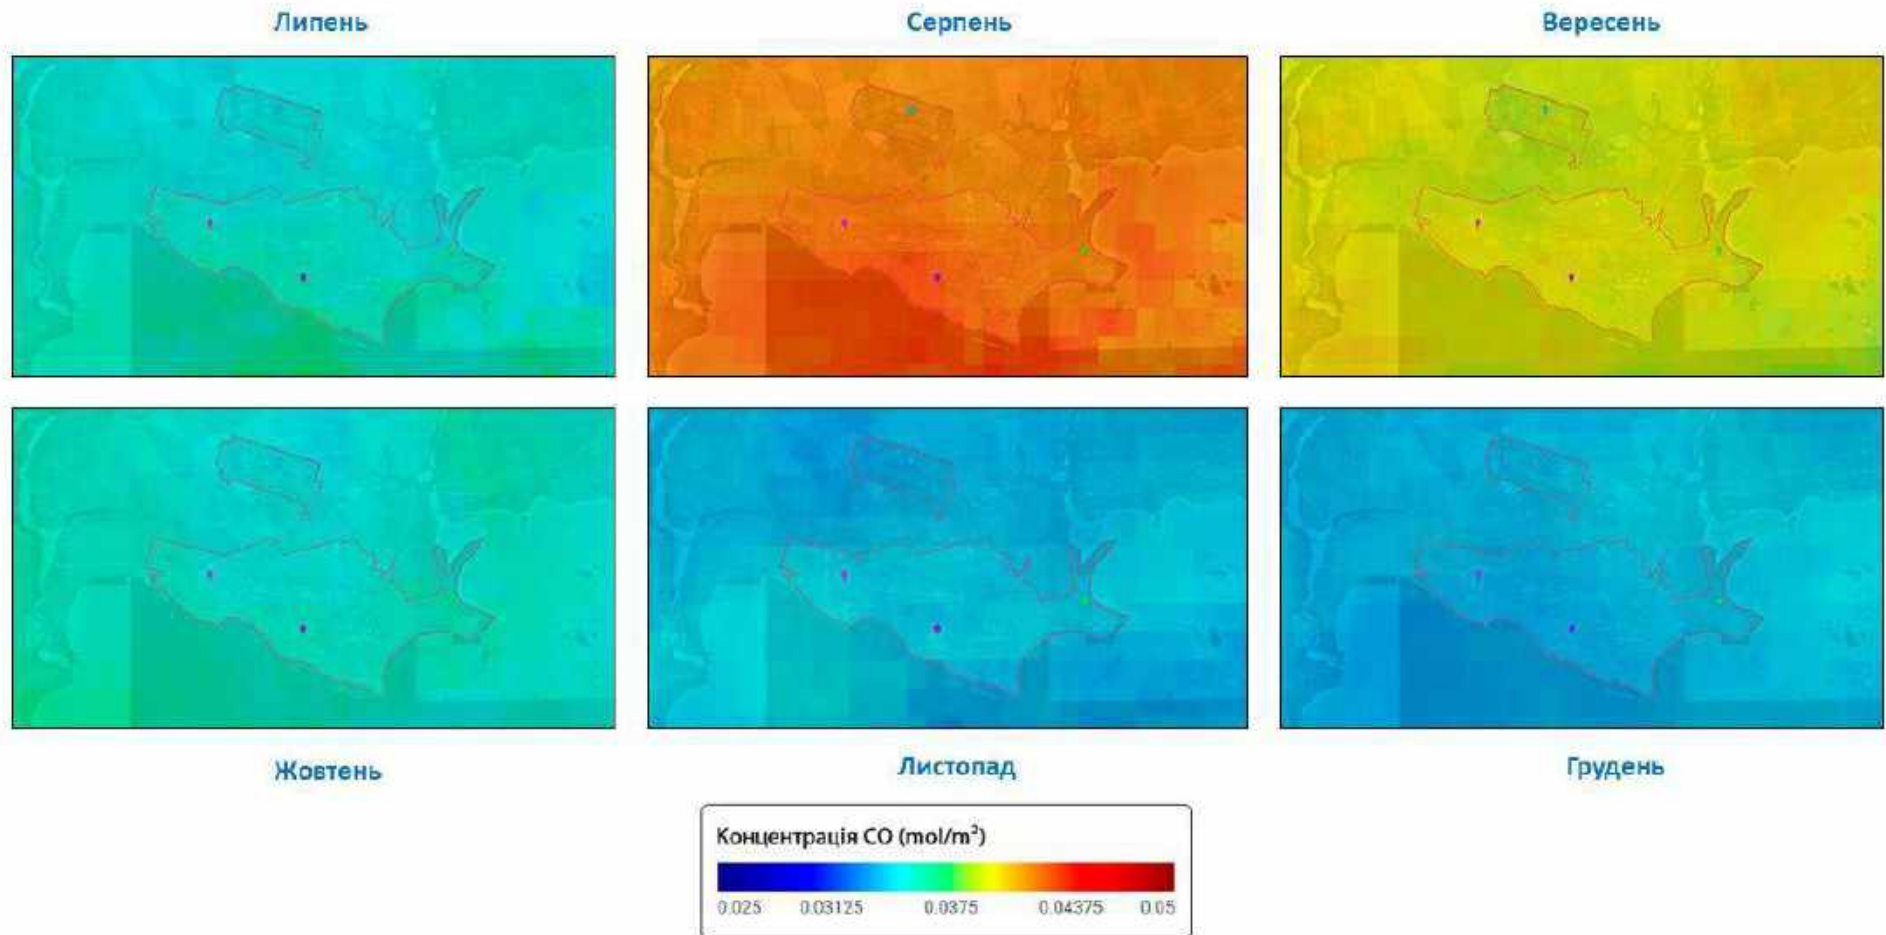 Липень
Серпень
Вересень
Жовтень
Листопад
Грудень
Концентрація CO (mol/m²)
0.025 0.03125 0.0375 0.04375 0.05